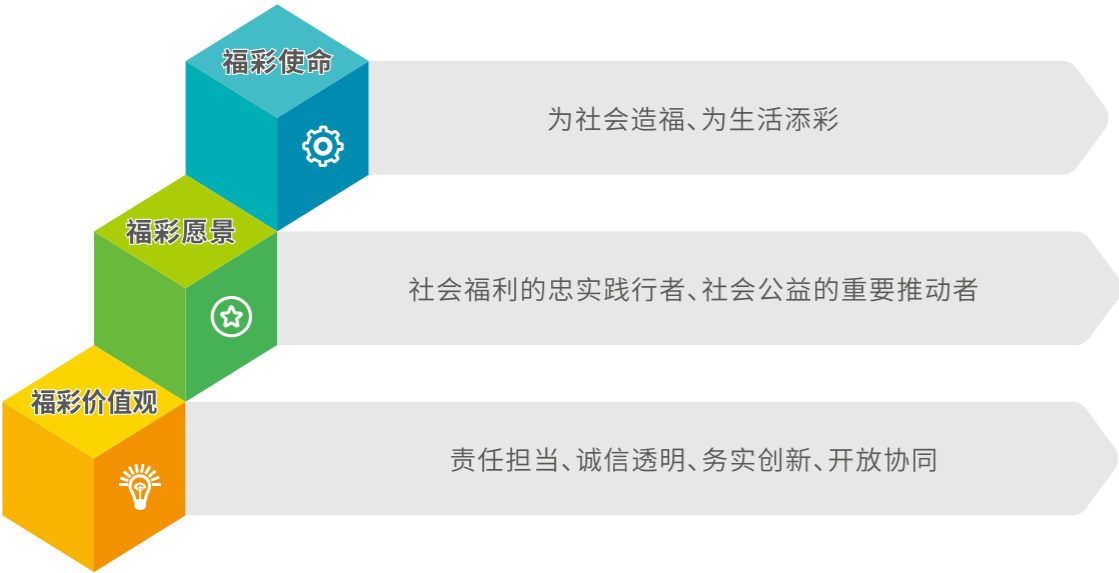 福彩使命
为社会造福、为生活添彩
福彩愿景
社会福利的忠实践行者、社会公益的重要推动者
福彩价值观
责任担当、诚信透明、务实创新、开放协同